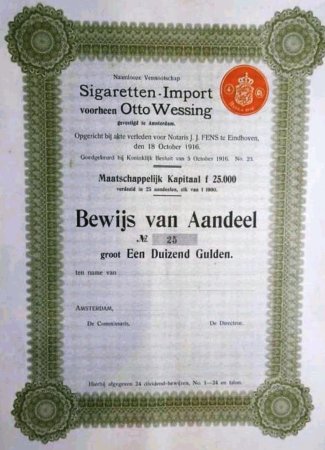 Naamlooze Vennootschap
Sigaretten-Import
voorheen Otto Wessing
gevestigd te Amsterdam.
Opgericht bij akte verleden voor Notaris J. J. FENS te Eindhoven,
den 18 October 1916.
Goedgekeurd bij Koninklijk Besluit van 5 October 1916. No. 23.
Maatschappelijk Kapitaal f 25.000
verdeeld in 25 aandeelen, elk van f 1000.
Bewijs van Aandeel
№ 25
groot Een Duizend Gulden.
ten name van
AMSTERDAM,
De Commissaris, De Directeur.
Hierbij afgegeven 24 dividend-bewijzen, No. 1—24 en talon.